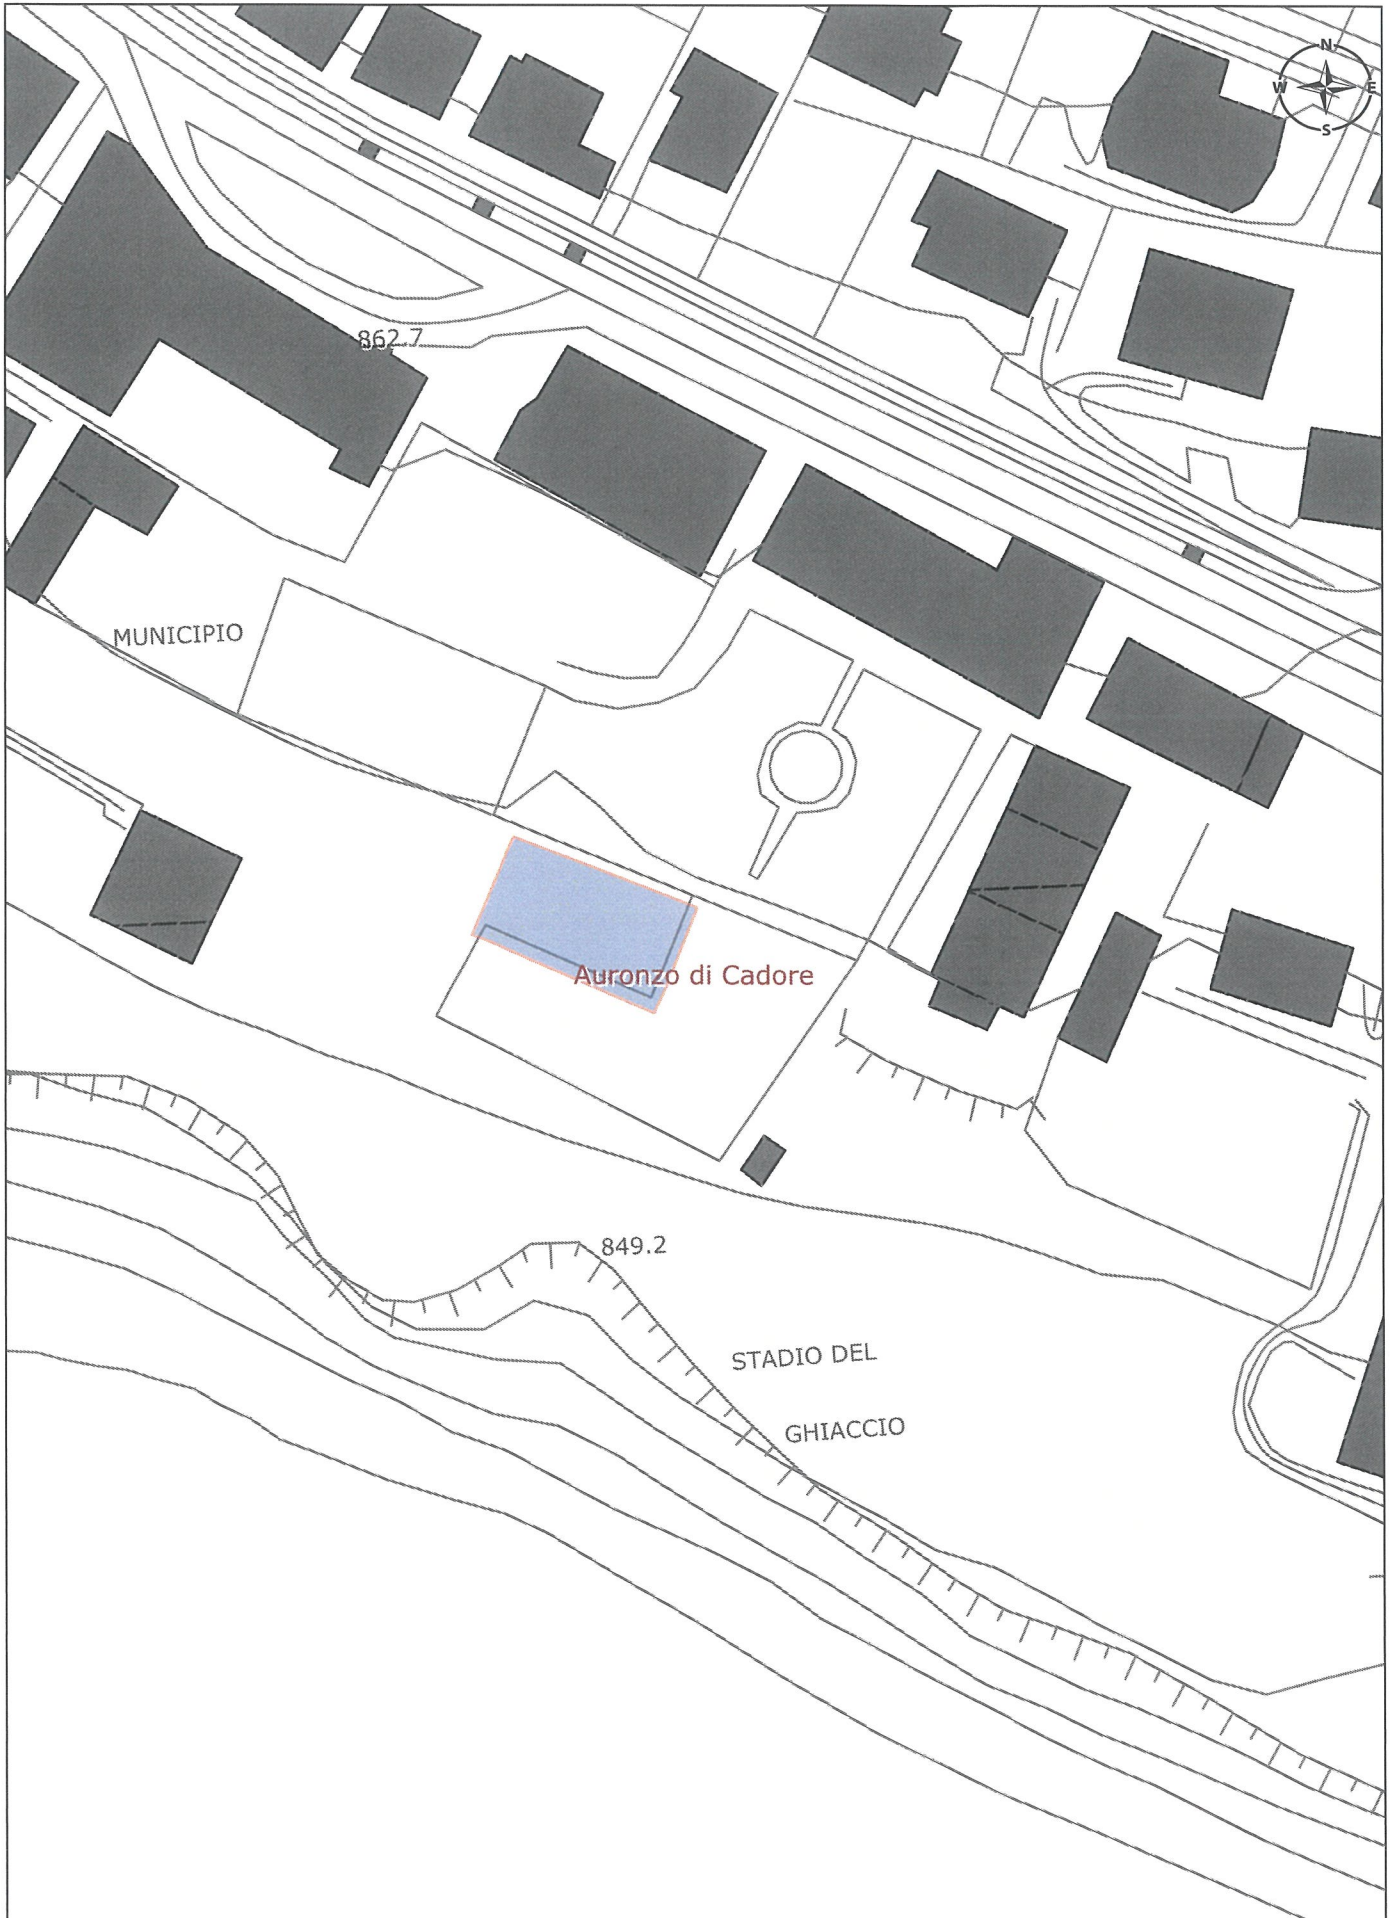 N
W E
S
862.7
MUNICIPIO
Auronzo di Cadore
849.2
STADIO DEL
GHIACCIO